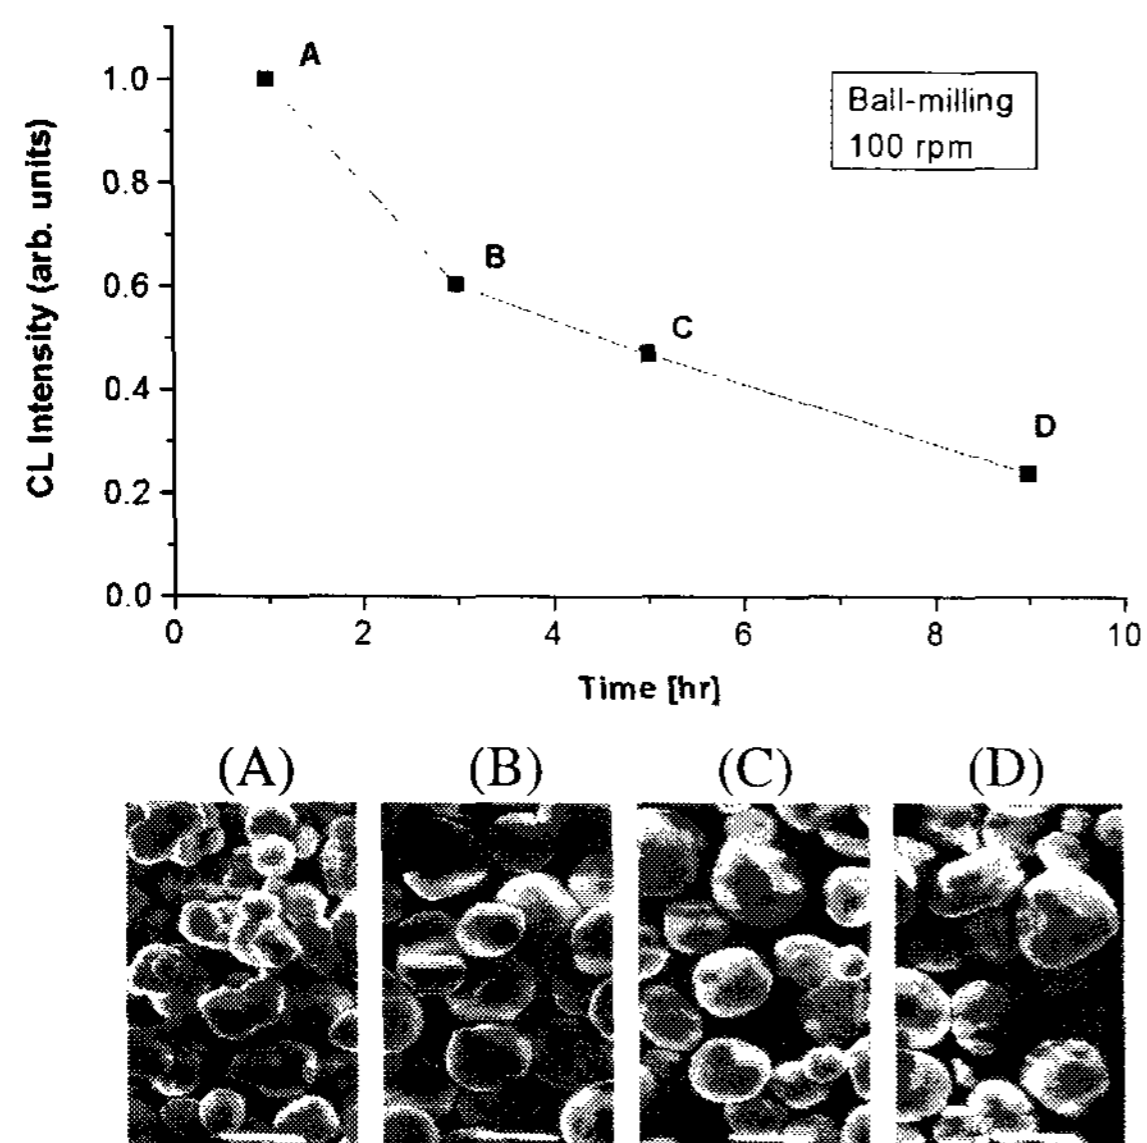 A
1.0
Ball-milling
100 rpm
0.8
B
0.6
C
0.4
D
0.2
0.0
0 2 4 6 8 10
CL Intensity (arb. units)
Time [hr]
(A) (B) (C) (D)